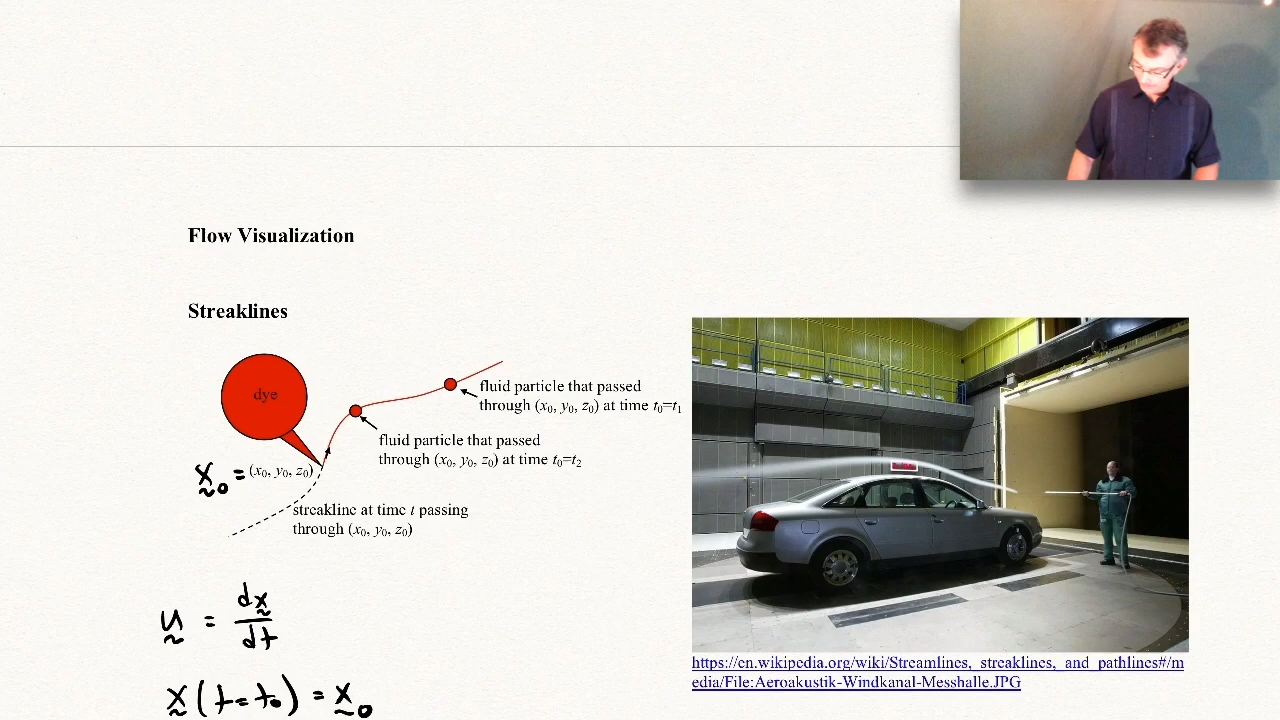 Flow Visualization
Streaklines
dye
fluid particle that passed
through (x₀, y₀, z₀) at time t₀=t₁
fluid particle that passed
through (x₀, y₀, z₀) at time t₀=t₂
x₀ = (x₀, y₀, z₀)
streakline at time t passing
through (x₀, y₀, z₀)
u = dx/dt
x(t=t₀) = x₀
https://en.wikipedia.org/wiki/Streamlines,_streaklines,_and_pathlines#/m
edia/File:Aeroakustik-Windkanal-Messhalle.JPG